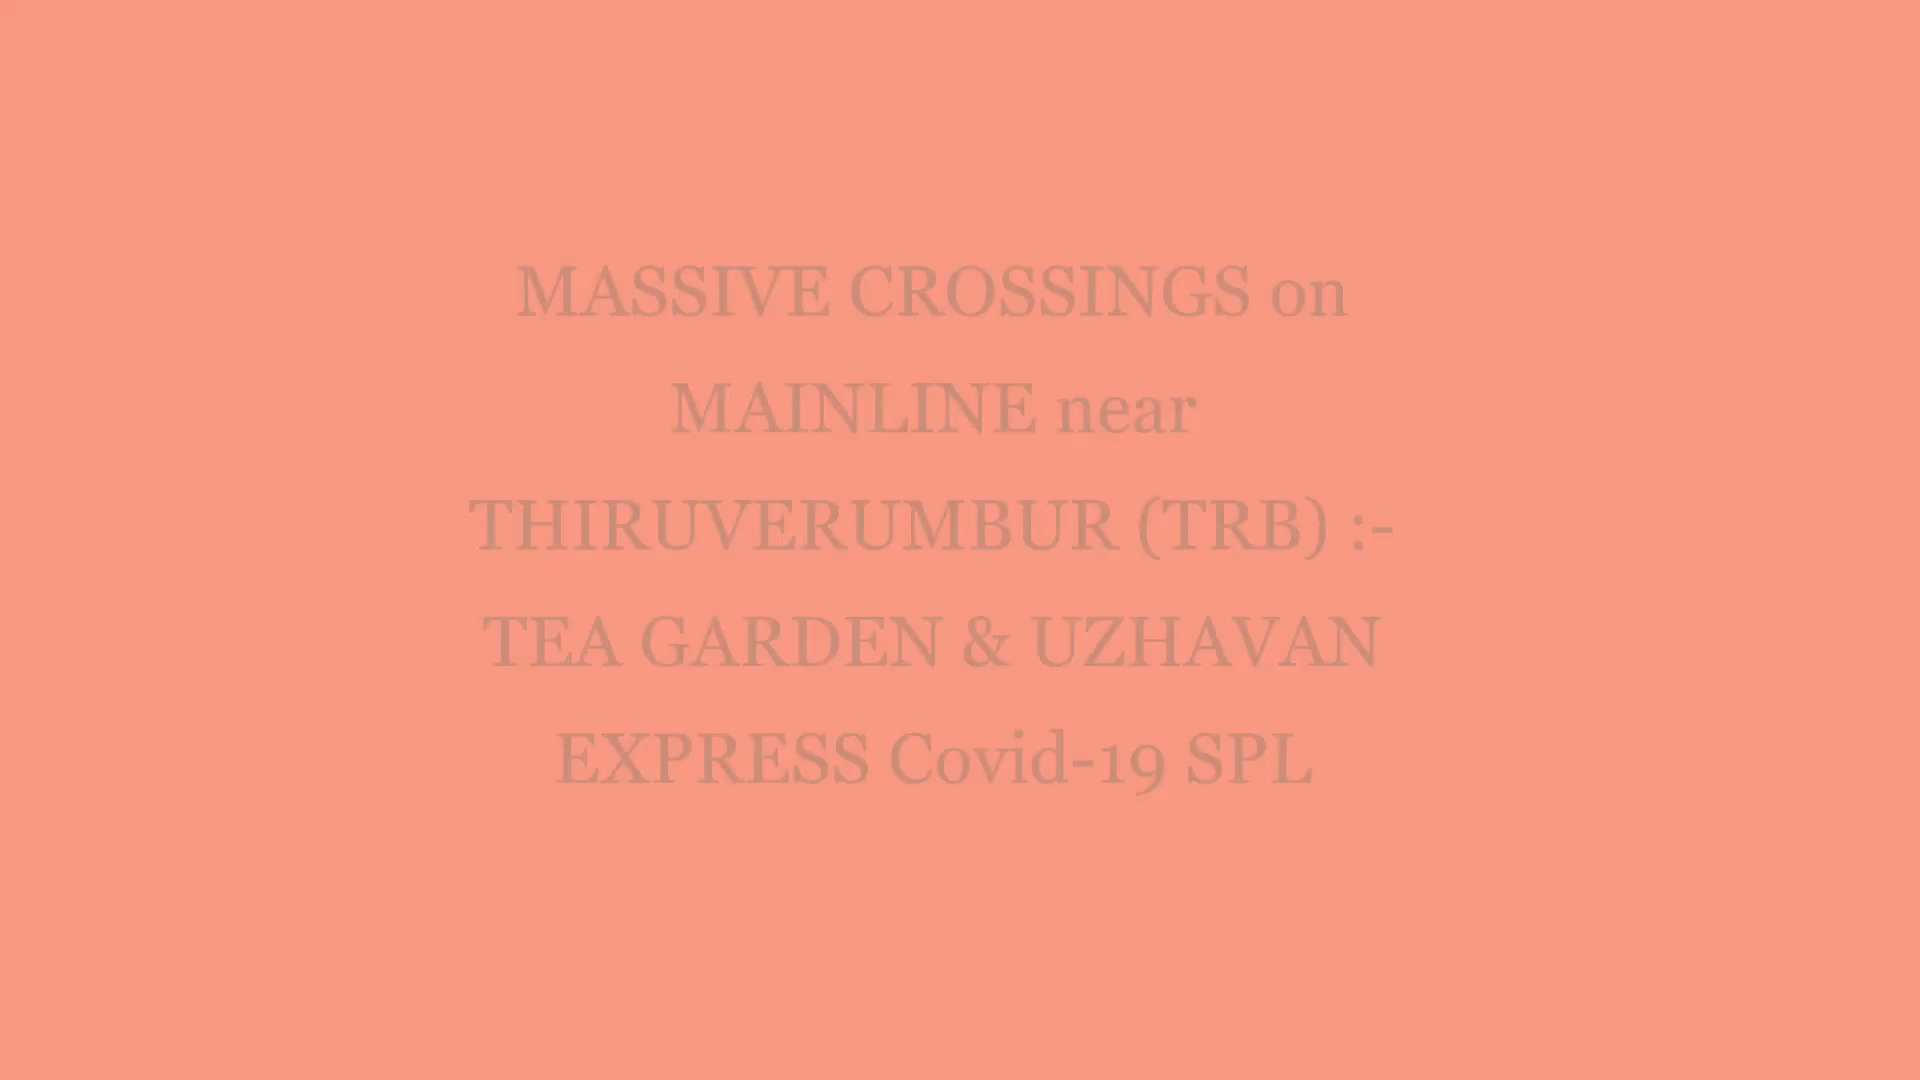 MASSIVE CROSSINGS on
MAINLINE near
THIRUVERUMBUR (TRB) :-
TEA GARDEN & UZHAVAN
EXPRESS Covid-19 SPL